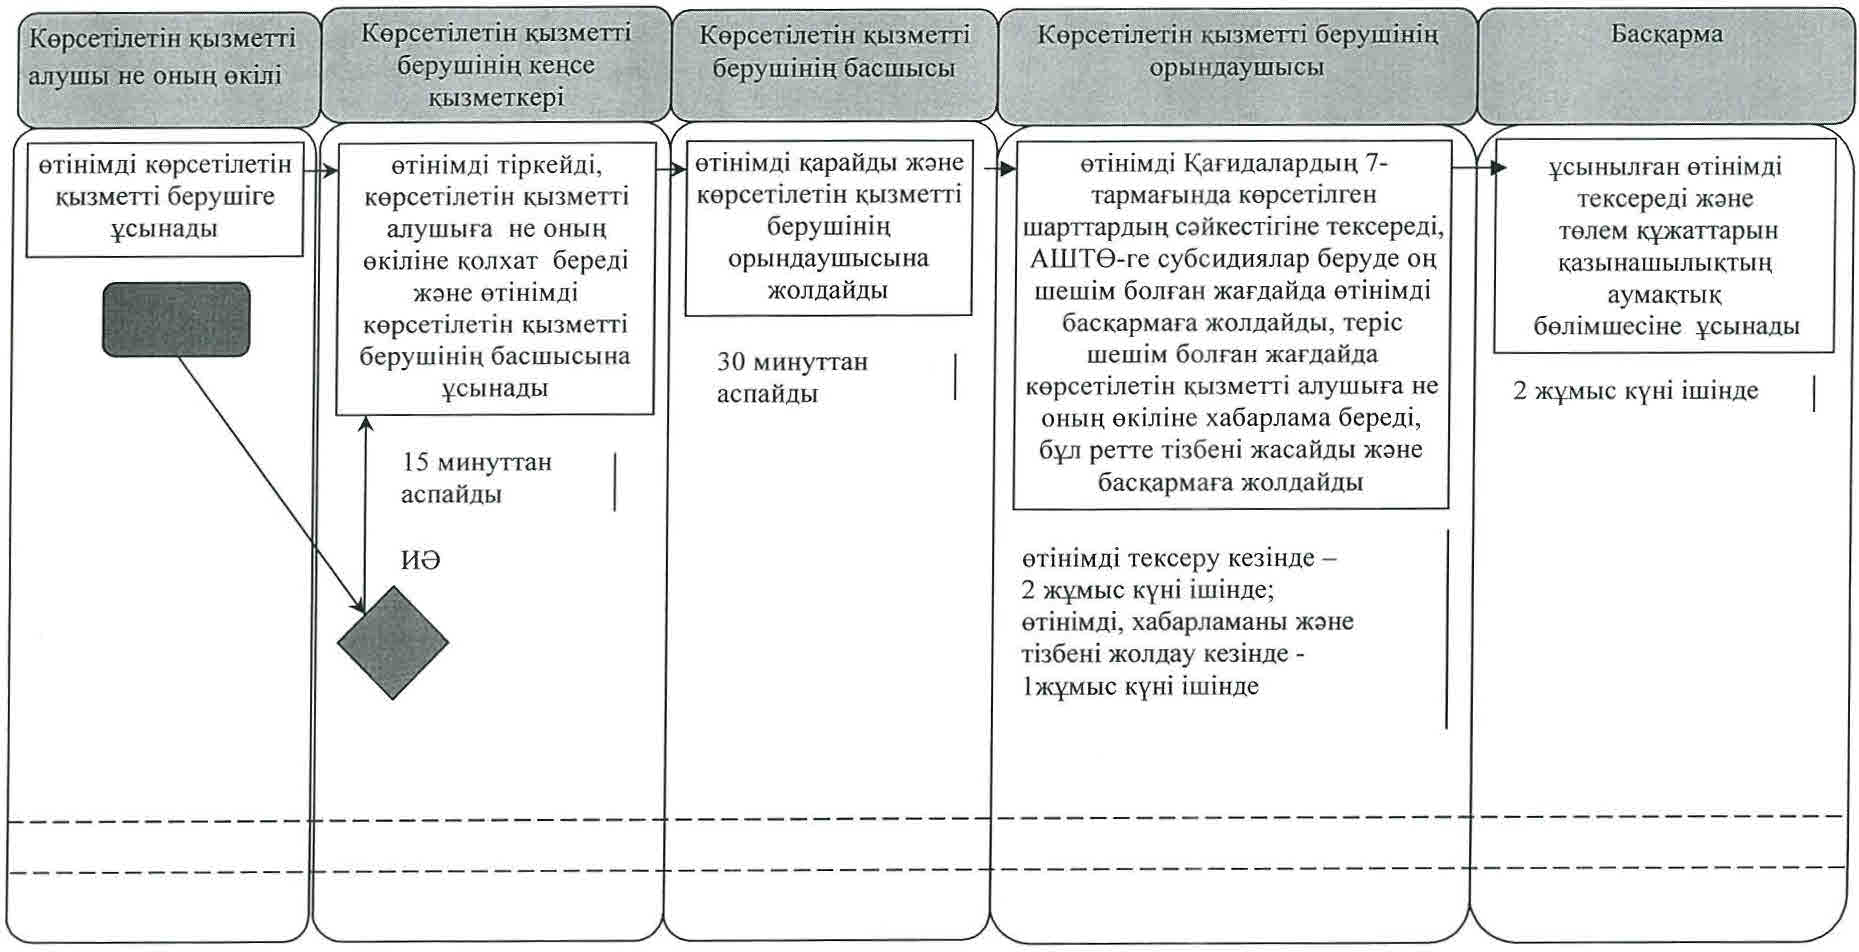 Көрсетілетін қызметті
алушы не оның өкілі
Көрсетілетін қызметті
берушінің кеңсе
қызметкері
Көрсетілетін қызметті
берушінің басшысы
Көрсетілетін қызметті берушінің
орындаушысы
Басқарма
өтінімді көрсетілетін
қызметті берушіге
ұсынады
өтінімді тіркейді,
көрсетілетін қызметті
алушыға не оның
өкіліне қолхат береді
және өтінімді
көрсетілетін қызметті
берушінің басшысына
ұсынады
15 минуттан
аспайды
ИӘ
өтінімді қарайды және
көрсетілетін қызметті
берушінің
орындаушысына
жолдайды
30 минуттан
аспайды
өтінімді Қағидалардың 7-
тармағында көрсетілген
шарттардың сәйкестігіне тексереді,
АШТӨ-ге субсидиялар беруде оң
шешім болған жағдайда өтінімді
басқармаға жолдайды, теріс
шешім болған жағдайда
көрсетілетін қызметті алушыға не
оның өкіліне хабарлама береді,
бұл ретте тізбені жасайды және
басқармаға жолдайды
өтінімді тексеру кезінде –
2 жұмыс күні ішінде;
өтінімді, хабарламаны және
тізбені жолдау кезінде -
1жұмыс күні ішінде
ұсынылған өтінімді
тексереді және
төлем құжаттарын
қазынашылықтың
аумақтық
бөлімшесіне ұсынады
2 жұмыс күні ішінде